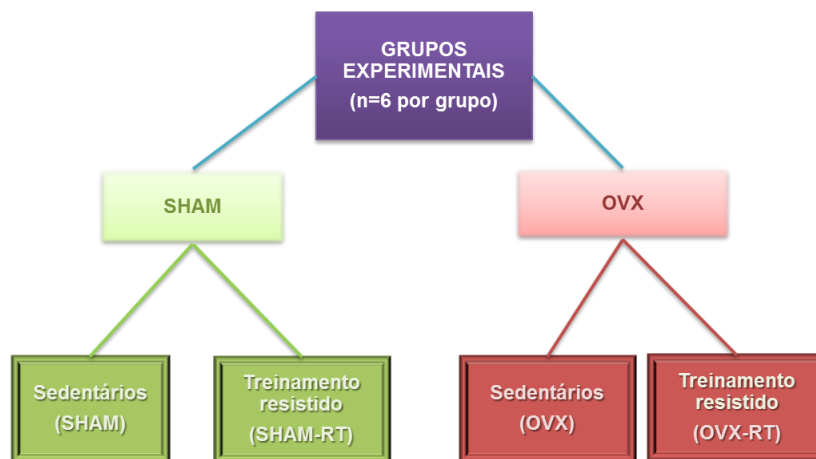 GRUPOS
EXPERIMENTAIS
(n=6 por grupo)
SHAM
OVX
Sedentários
(SHAM)
Treinamento
resistido
(SHAM-RT)
Sedentários
(OVX)
Treinamento
resistido
(OVX-RT)